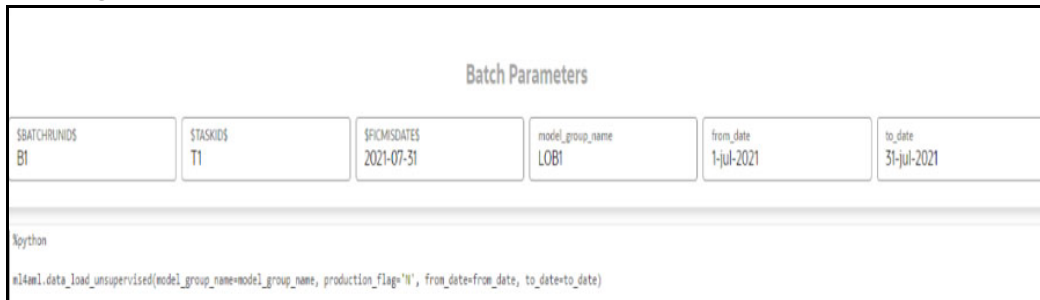 Batch Parameters
$BATCHRUNID$ $TASKID$ $FICMISDATE$ model_group_name from_date to_date
B1 T1 2021-07-31 LOB1 1-jul-2021 31-jul-2021
%python
ml4aml.data_load_unsupervised(model_group_name=model_group_name, production_flag='N', from_date=from_date, to_date=to_date)